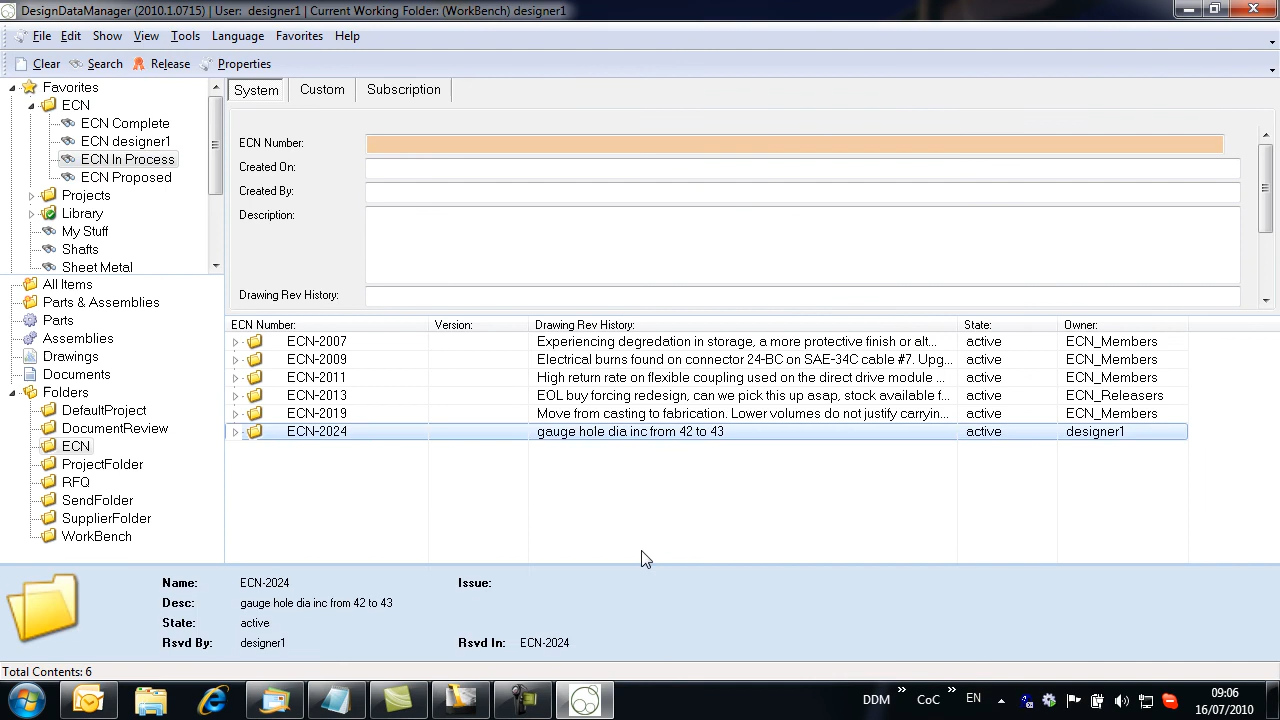 DesignDataManager (2010.1.0715) | User:  designer1 | Current Working Folder: (WorkBench) designer1
File Edit Show View Tools Language Favorites Help
Clear Search Release Properties
Favorites
ECN
ECN Complete
ECN designer1
ECN In Process
ECN Proposed
Projects
Library
My Stuff
Shafts
Sheet Metal
All Items
Parts & Assemblies
Parts
Assemblies
Drawings
Documents
Folders
DefaultProject
DocumentReview
ECN
ProjectFolder
RFQ
SendFolder
SupplierFolder
WorkBench
System Custom Subscription
ECN Number:
Created On:
Created By:
Description:
Drawing Rev History:
ECN Number: Version: Drawing Rev History: State: Owner:
ECN-2007 Experiencing degredation in storage, a more protective finish or alt... active ECN_Members
ECN-2009 Electrical burns found on connector 24-BC on SAE-34C cable #7. Upg... active ECN_Members
ECN-2011 High return rate on flexible coupling used on the direct drive module... active ECN_Members
ECN-2013 EOL buy forcing redesign, can we pick this up asap, stock available f... active ECN_Releasers
ECN-2019 Move from casting to fabrication. Lower volumes do not justify carryin... active ECN_Members
ECN-2024 gauge hole dia inc from 42 to 43 active designer1
Name: ECN-2024 Issue:
Desc: gauge hole dia inc from 42 to 43
State: active
Rsvd By: designer1 Rsvd In: ECN-2024
Total Contents: 6
DDM » CoC » EN 09:06
16/07/2010